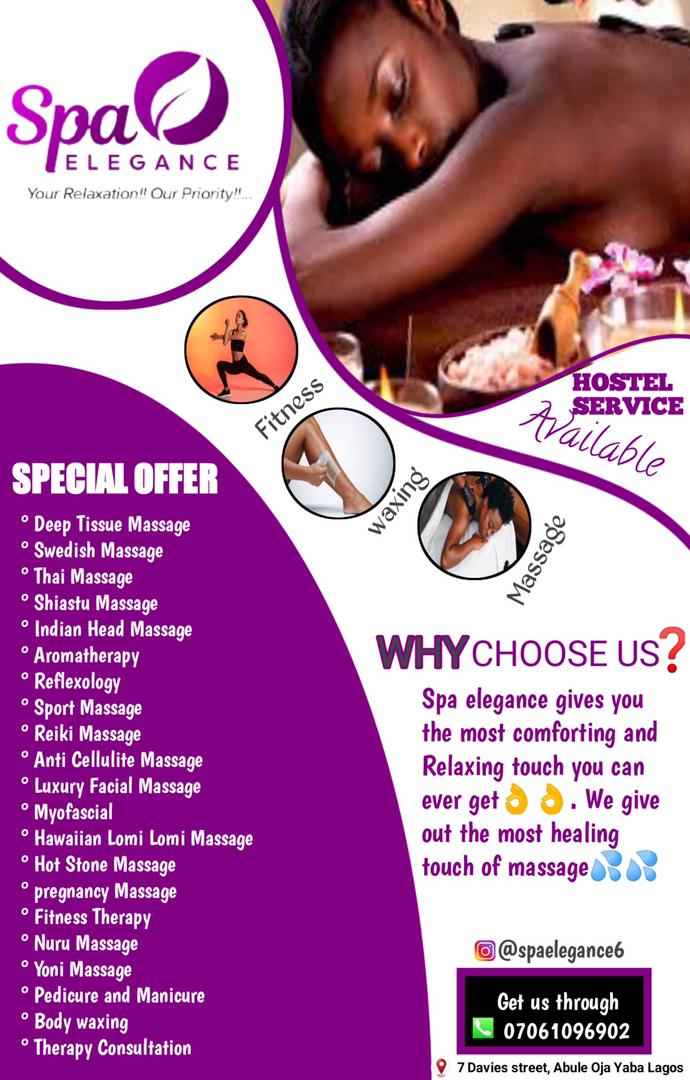 Spa
ELEGANCE
Your Relaxation!! Our Priority!!...
HOSTEL
SERVICE
Available
Fitness
waxing
Massage
SPECIAL OFFER
° Deep Tissue Massage
° Swedish Massage
° Thai Massage
° Shiastu Massage
° Indian Head Massage
° Aromatherapy
° Reflexology
° Sport Massage
° Reiki Massage
° Anti Cellulite Massage
° Luxury Facial Massage
° Myofascial
° Hawaiian Lomi Lomi Massage
° Hot Stone Massage
° pregnancy Massage
° Fitness Therapy
° Nuru Massage
° Yoni Massage
° Pedicure and Manicure
° Body waxing
° Therapy Consultation
WHY CHOOSE US❓
Spa elegance gives you
the most comforting and
Relaxing touch you can
ever get👌👌. We give
out the most healing
touch of massage💦💦
@spaelegance6
Get us through
07061096902
7 Davies street, Abule Oja Yaba Lagos